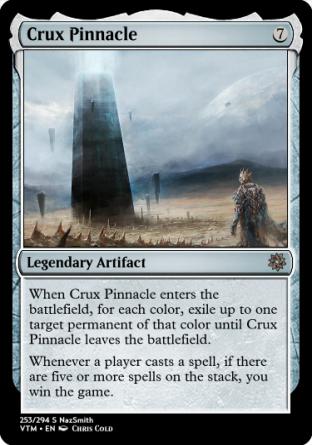 Crux Pinnacle 7
Legendary Artifact
When Crux Pinnacle enters the
battlefield, for each color, exile up to one
target permanent of that color until Crux
Pinnacle leaves the battlefield.
Whenever a player casts a spell, if there
are five or more spells on the stack, you
win the game.
253/294 S NazSmith
VTM • EN Chris Cold